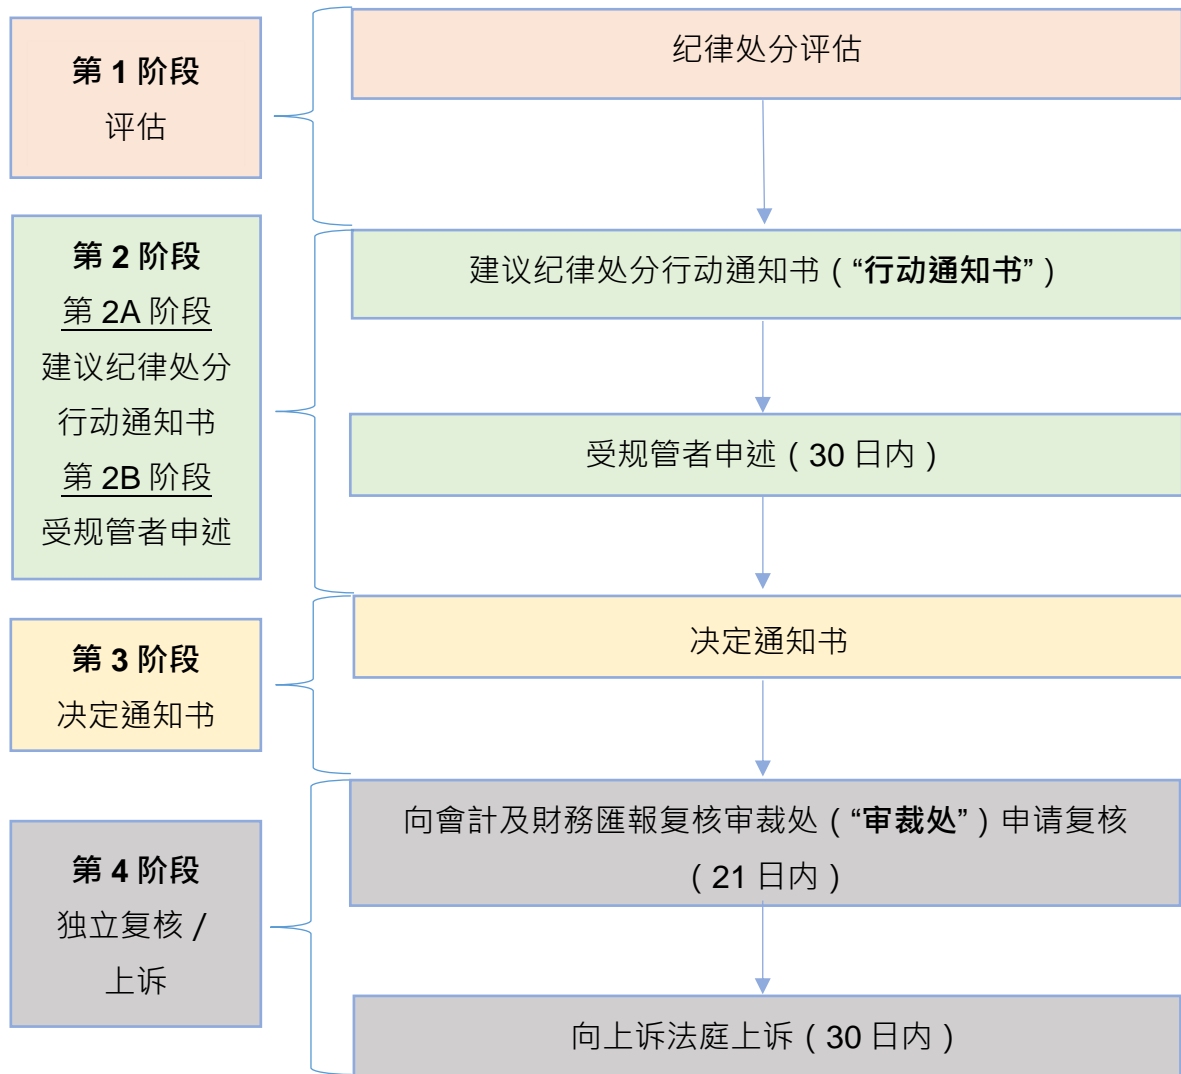 第 1 阶段
评估
纪律处分评估
第 2 阶段
第 2A 阶段
建议纪律处分
行动通知书
第 2B 阶段
受规管者申述
建议纪律处分行动通知书（“行动通知书”）
受规管者申述（30 日内）
第 3 阶段
决定通知书
决定通知书
第 4 阶段
独立复核 /
上诉
向會計及財務匯報复核审裁处（“审裁处”）申请复核
（21 日内）
向上诉法庭上诉（30 日内）